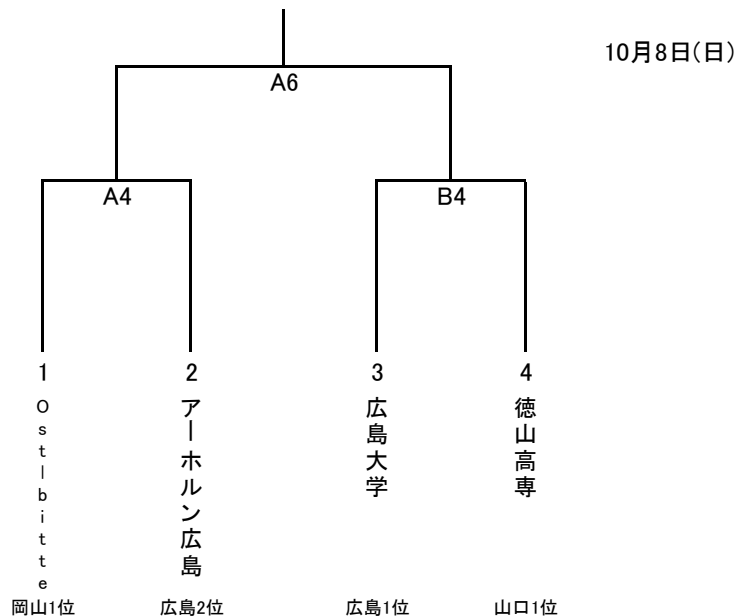 10月8日(日)
A6
A4
B4
1
2
3
4
Ost|bitte
アーホルン広島
広島大学
徳山高専
岡山1位
広島2位
広島1位
山口1位